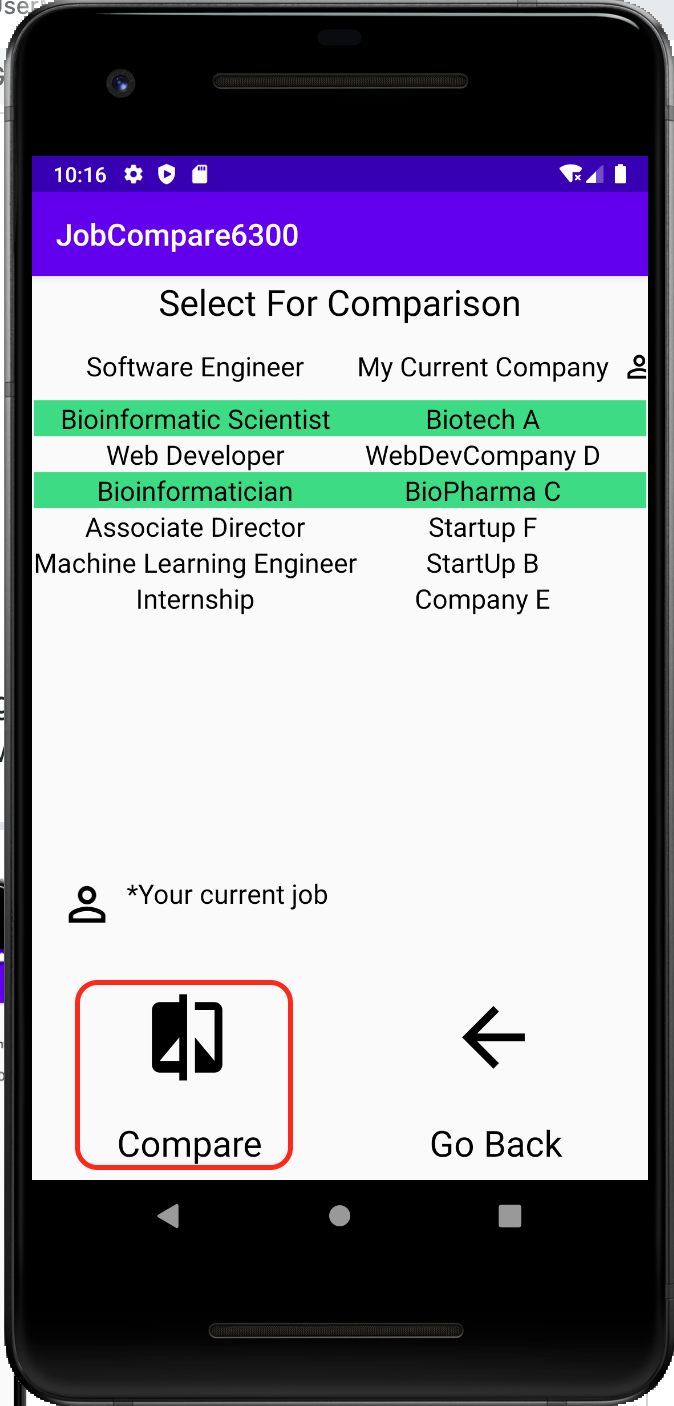 10:16
JobCompare6300
Select For Comparison
Software Engineer My Current Company
Bioinformatic Scientist Biotech A
Web Developer WebDevCompany D
Bioinformatician BioPharma C
Associate Director Startup F
Machine Learning Engineer StartUp B
Internship Company E
*Your current job
Compare Go Back